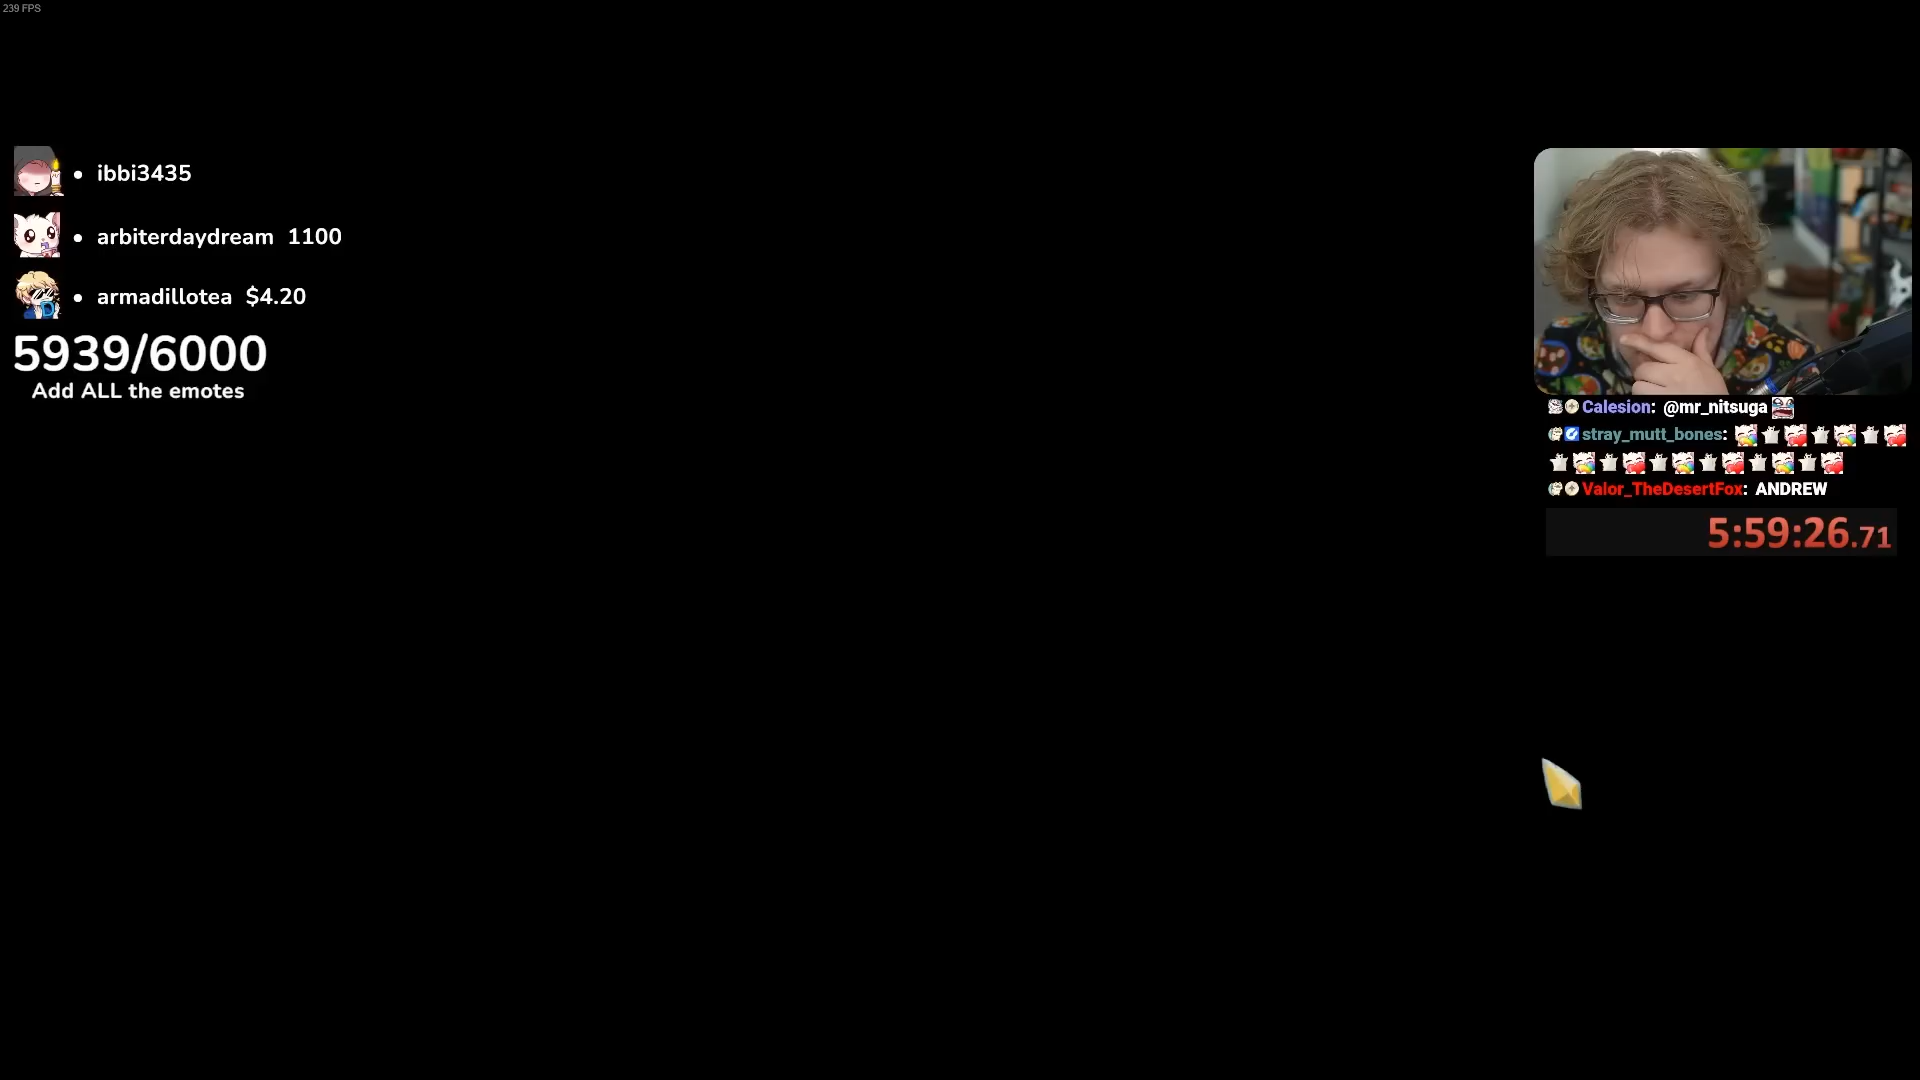 239 FPS
• ibbi3435
• arbiterdaydream 1100
• armadillotea $4.20
5939/6000
Add ALL the emotes
Calesion: @mr_nitsuga
stray_mutt_bones:
Valor_TheDesertFox: ANDREW
5:59:26.71